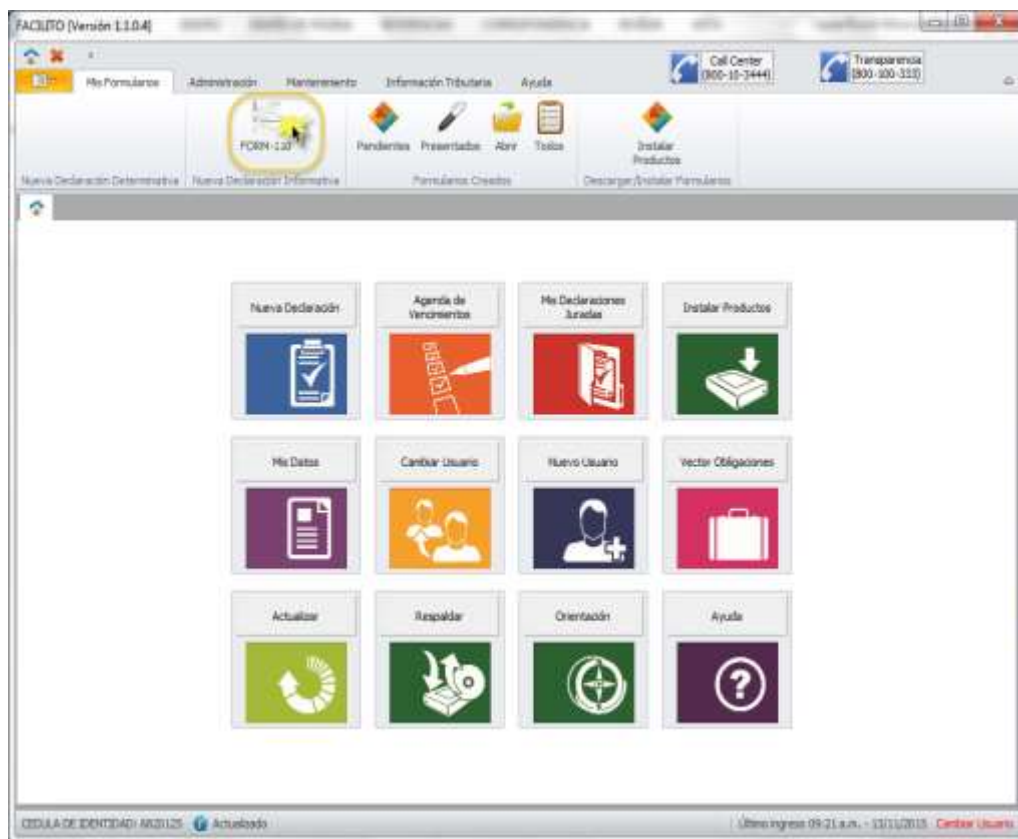 FACILITO [Versión 1.1.0.4]
Call Center
(800-10-3444)
Transparencia
(800-100-333)
Mis Formularios
Administración
Mantenimiento
Información Tributaria
Ayuda
FORM-110
Pendientes
Presentados
Abrir
Todos
Instalar
Productos
Nueva Declaración Determinativa
Nueva Declaración Informativa
Formularios Creados
Descargar/Instalar Formularios
Nueva Declaración
Agenda de
Vencimientos
Mis Declaraciones
Juradas
Instalar Productos
Mis Datos
Cambiar Usuario
Nuevo Usuario
Vector Obligaciones
Actualizar
Respaldar
Orientación
Ayuda
CEDULA DE IDENTIDAD:
Actualizado
Último ingreso 09:21 a.m. -
Cambiar Usuario